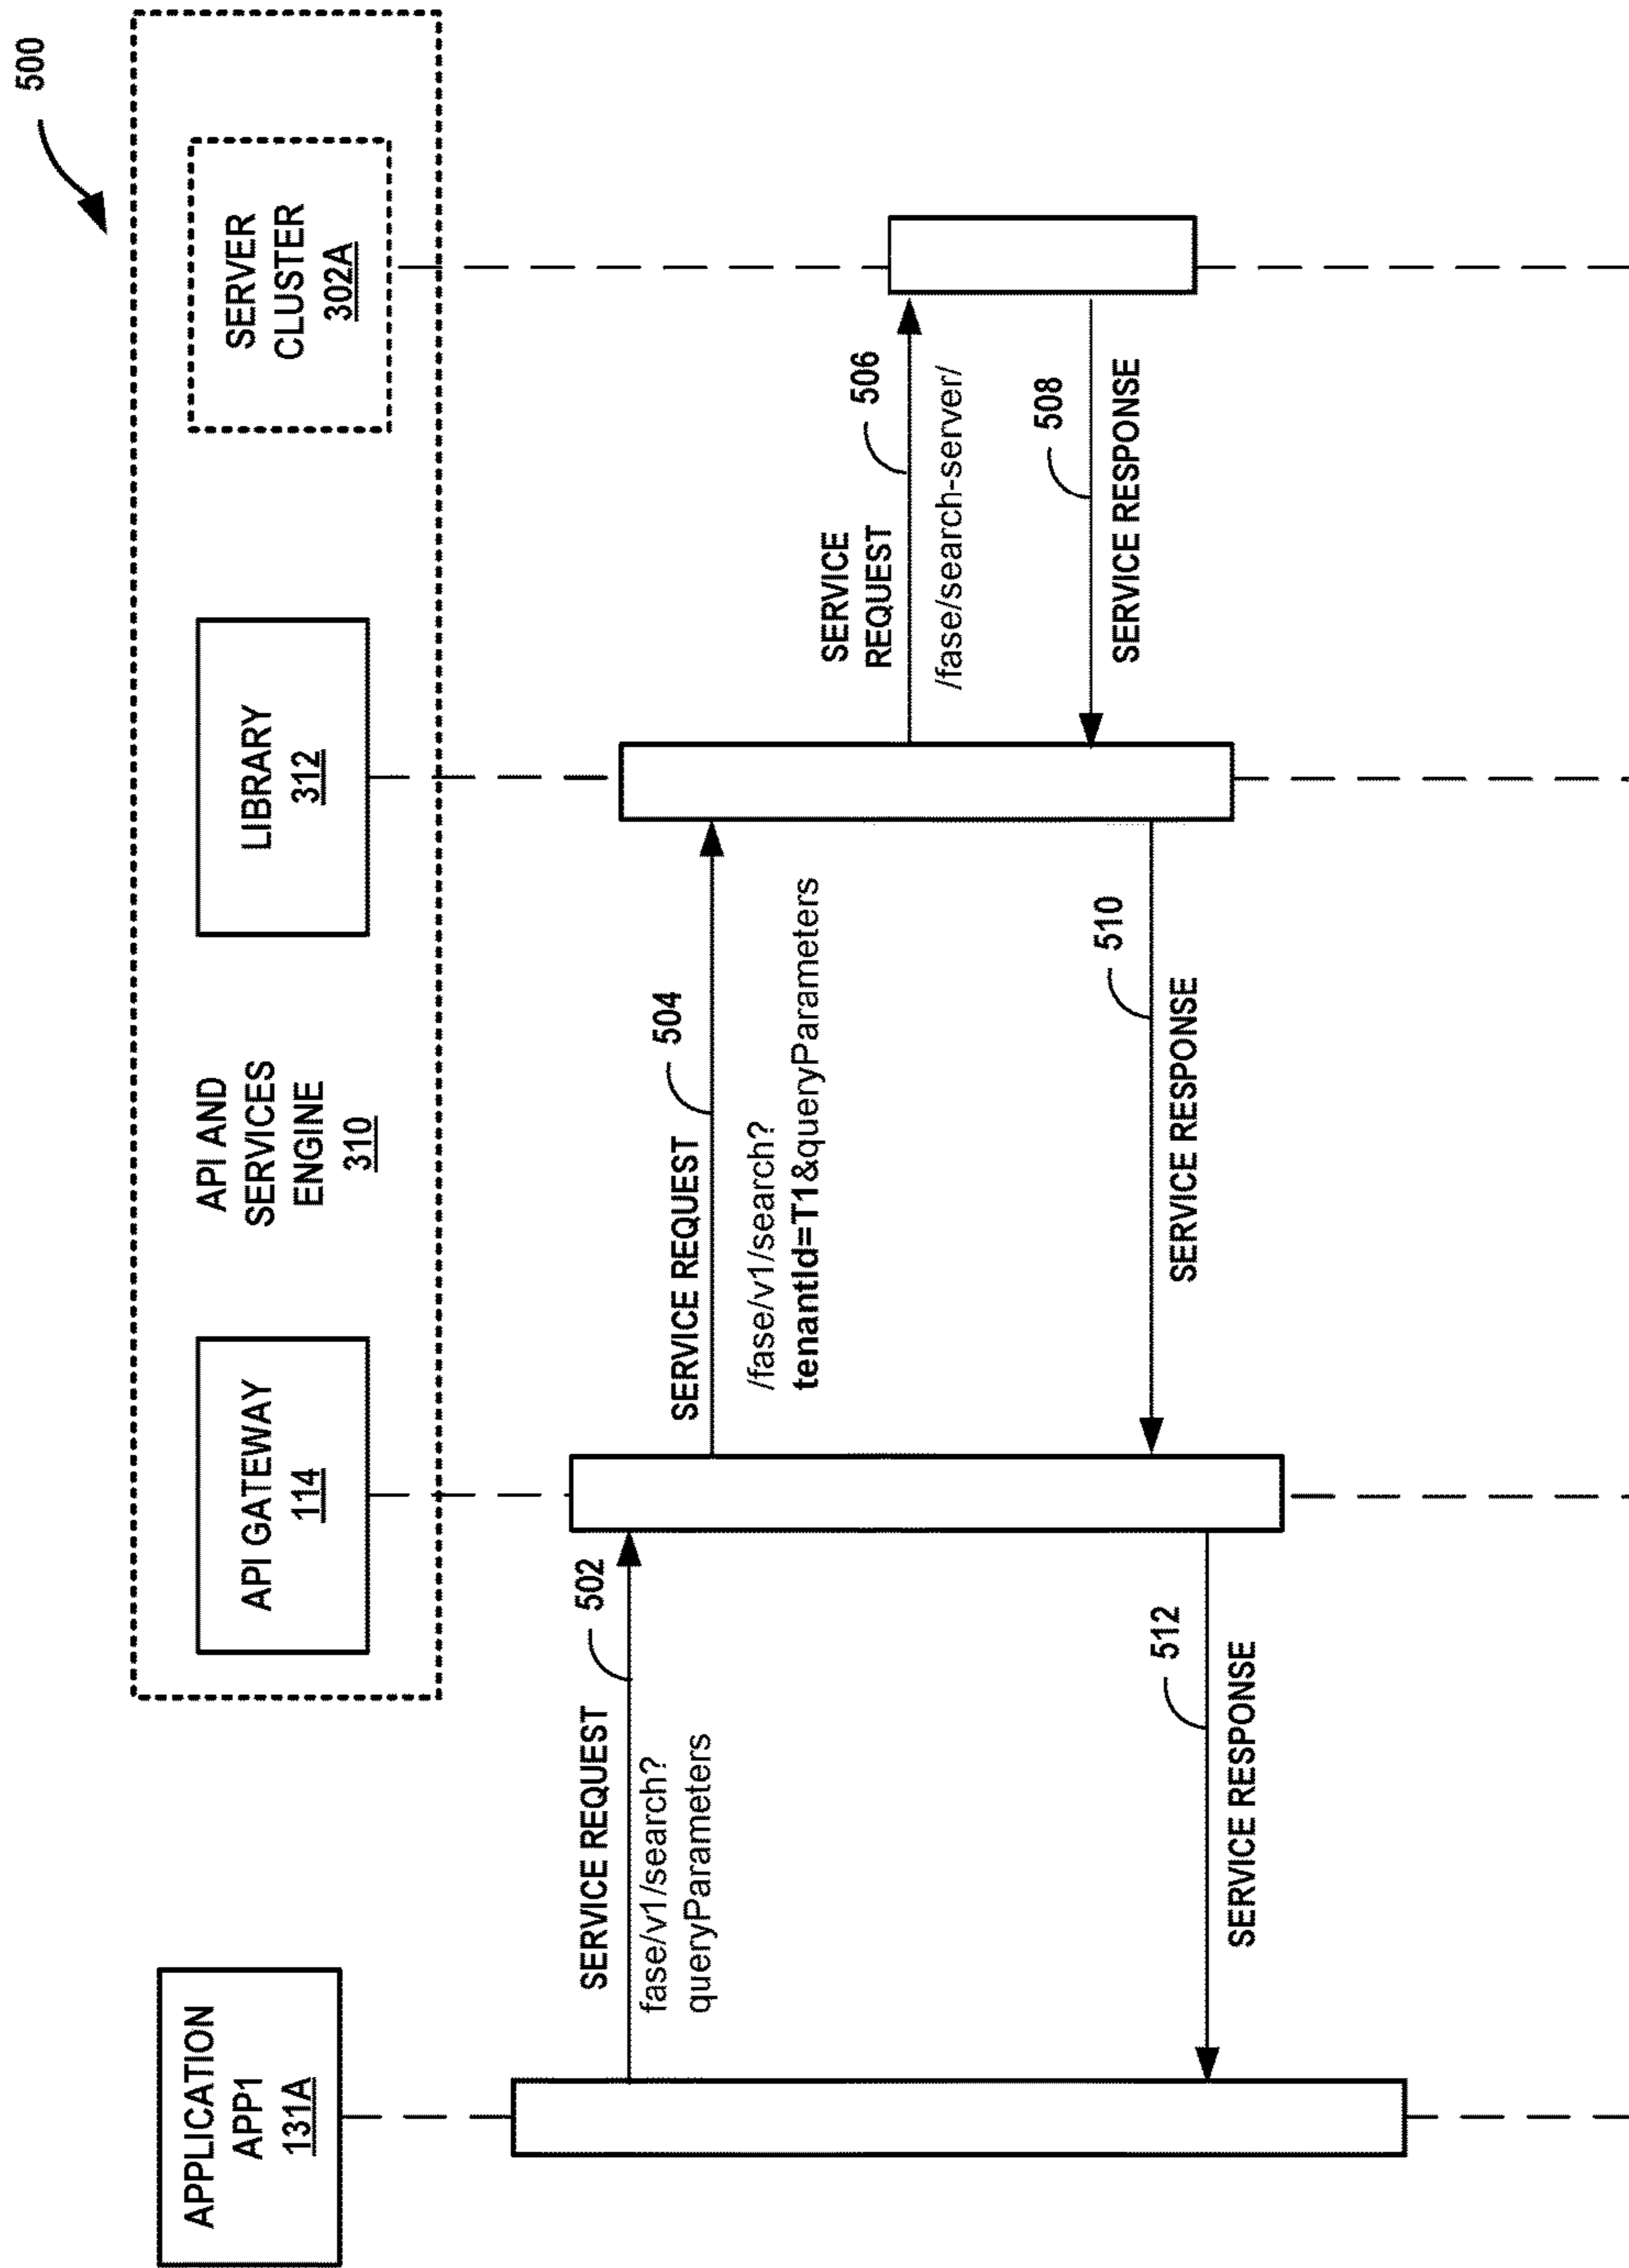 500
APPLICATION
APP1
131A
API GATEWAY
114
API AND
SERVICES
ENGINE
310
LIBRARY
312
SERVER
CLUSTER
302A
SERVICE REQUEST
502
fase/v1/search?
queryParameters
SERVICE REQUEST
504
/fase/v1/search?
tenantId=T1&queryParameters
SERVICE
REQUEST
506
/fase/search-server/
508
SERVICE RESPONSE
510
SERVICE RESPONSE
512
SERVICE RESPONSE